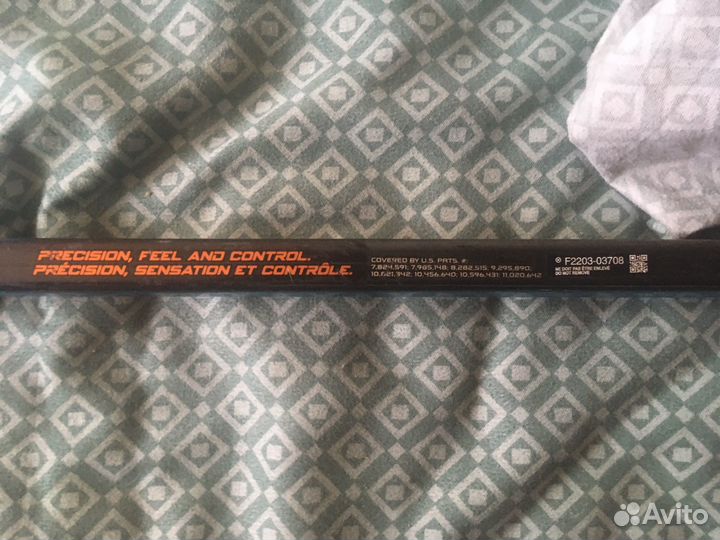 PRECISION, FEEL AND CONTROL.
PRÉCISION, SENSATION ET CONTRÔLE.
COVERED BY U.S. PATS. #:
7,824,591; 7,985,148; 8,282,515; 9,295,890;
10,621,342; 10,456,640; 10,596,431; 11,020,642
F2203-03708
NE DOIT PAS ÊTRE ENLEVÉ
DO NOT REMOVE
Avito